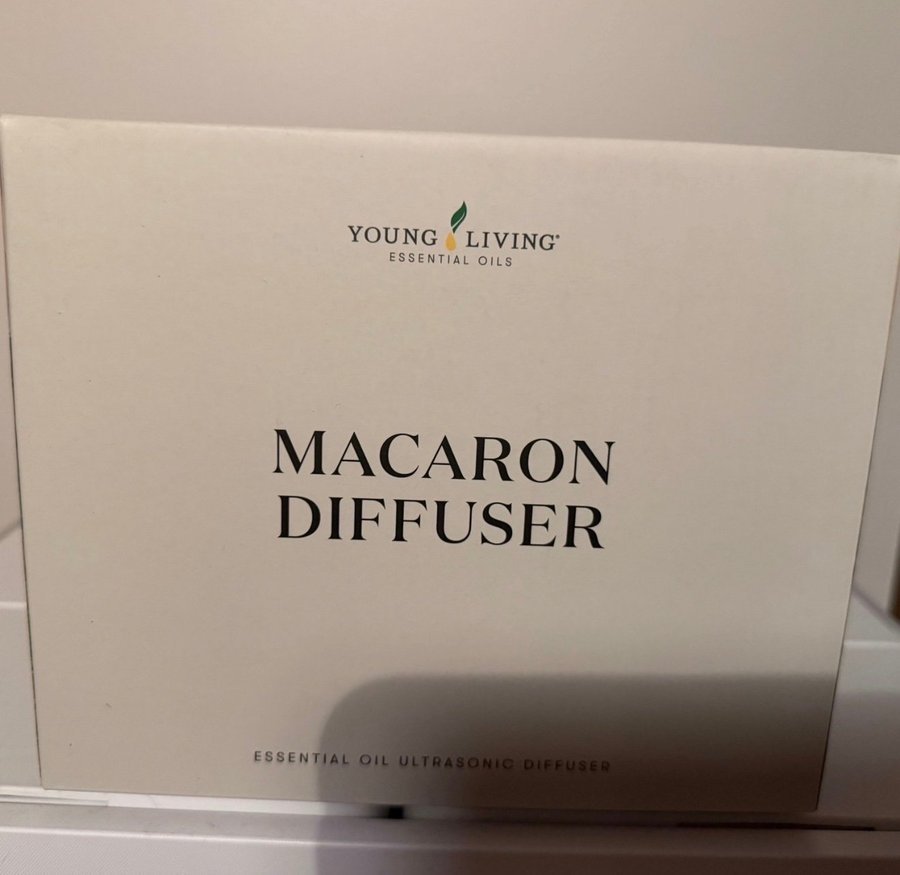 YOUNG LIVING®
ESSENTIAL OILS
MACARON
DIFFUSER
ESSENTIAL OIL ULTRASONIC DIFFUSER